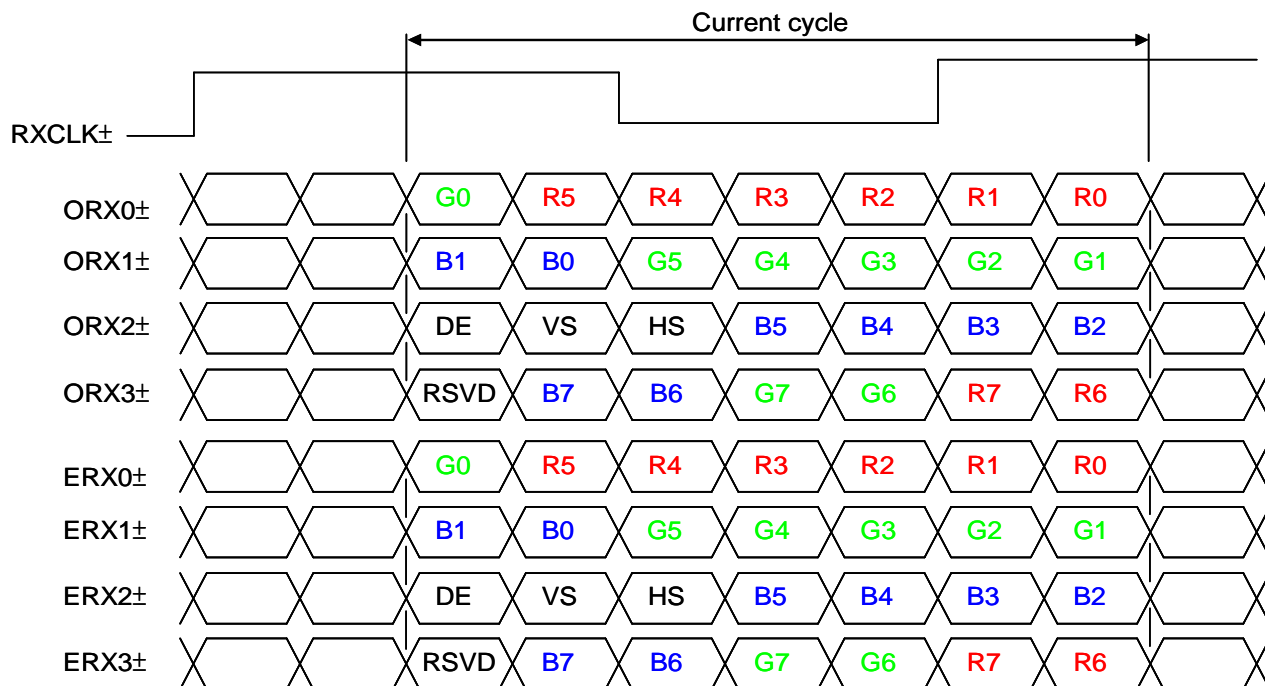 Current cycle
RXCLK±
ORX0± G0 R5 R4 R3 R2 R1 R0
ORX1± B1 B0 G5 G4 G3 G2 G1
ORX2± DE VS HS B5 B4 B3 B2
ORX3± RSVD B7 B6 G7 G6 R7 R6
ERX0± G0 R5 R4 R3 R2 R1 R0
ERX1± B1 B0 G5 G4 G3 G2 G1
ERX2± DE VS HS B5 B4 B3 B2
ERX3± RSVD B7 B6 G7 G6 R7 R6